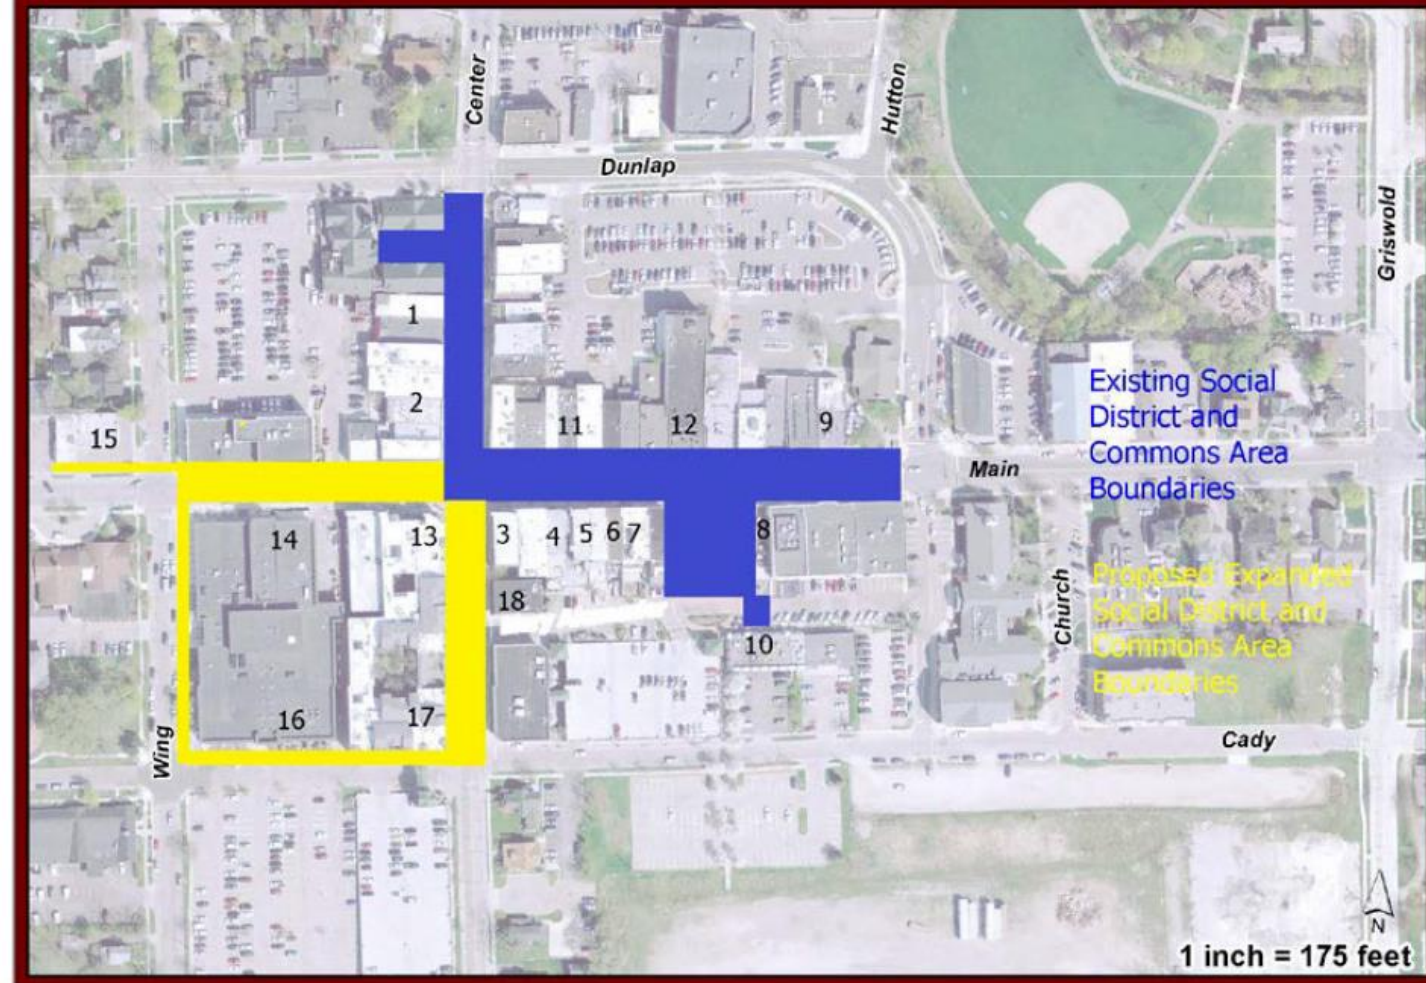 Center
Hutton
Dunlap
Griswold
1
2
11
12
9
15
Existing Social
District and
Commons Area
Boundaries
Main
14
13
3
4
5
6
7
8
18
10
Church
Proposed Expanded
Social District and
Commons Area
Boundaries
16
17
Wing
Cady
N
1 inch = 175 feet